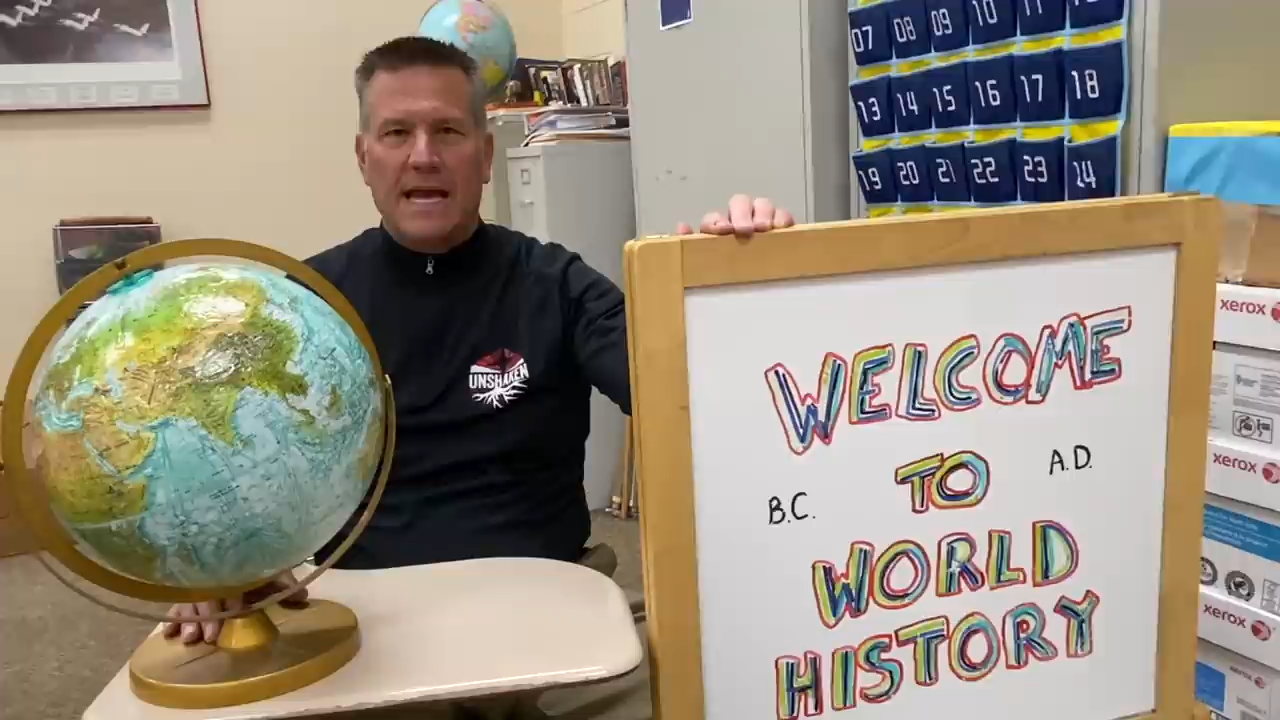 07 08 09 10 11
13 14 15 16 17 18
19 20 21 22 23 24
UNSHAKEN
WELCOME
TO
A.D.
B.C.
WORLD
HISTORY
xerox
xerox
xerox